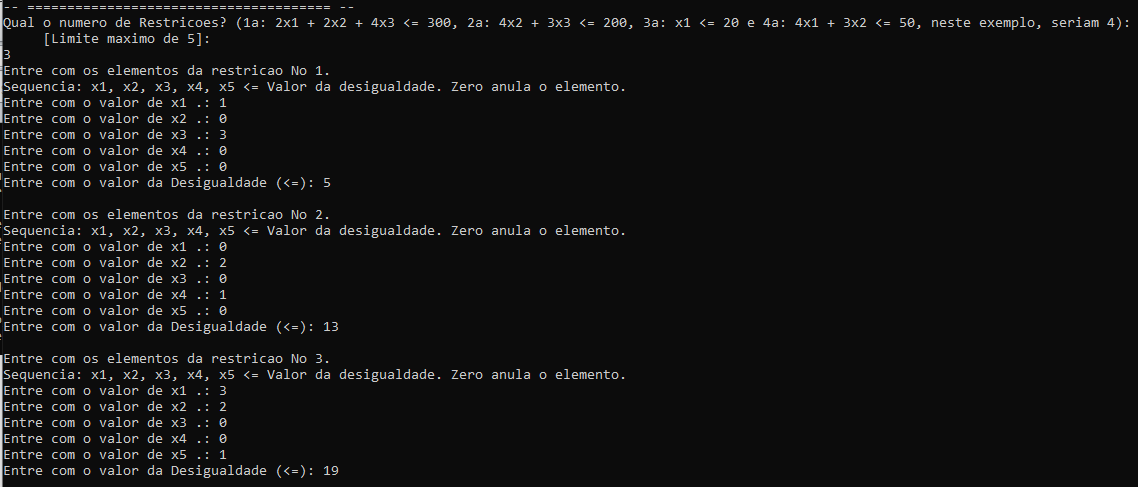 -- ====================================== --
Qual o numero de Restricoes? (1a: 2x1 + 2x2 + 4x3 <= 300, 2a: 4x2 + 3x3 <= 200, 3a: x1 <= 20 e 4a: 4x1 + 3x2 <= 50, neste exemplo, seriam 4):
[Limite maximo de 5]:
3
Entre com os elementos da restricao No 1.
Sequencia: x1, x2, x3, x4, x5 <= Valor da desigualdade. Zero anula o elemento.
Entre com o valor de x1 .: 1
Entre com o valor de x2 .: 0
Entre com o valor de x3 .: 3
Entre com o valor de x4 .: 0
Entre com o valor de x5 .: 0
Entre com o valor da Desigualdade (<=): 5
Entre com os elementos da restricao No 2.
Sequencia: x1, x2, x3, x4, x5 <= Valor da desigualdade. Zero anula o elemento.
Entre com o valor de x1 .: 0
Entre com o valor de x2 .: 2
Entre com o valor de x3 .: 0
Entre com o valor de x4 .: 1
Entre com o valor de x5 .: 0
Entre com o valor da Desigualdade (<=): 13
Entre com os elementos da restricao No 3.
Sequencia: x1, x2, x3, x4, x5 <= Valor da desigualdade. Zero anula o elemento.
Entre com o valor de x1 .: 3
Entre com o valor de x2 .: 2
Entre com o valor de x3 .: 0
Entre com o valor de x4 .: 0
Entre com o valor de x5 .: 1
Entre com o valor da Desigualdade (<=): 19